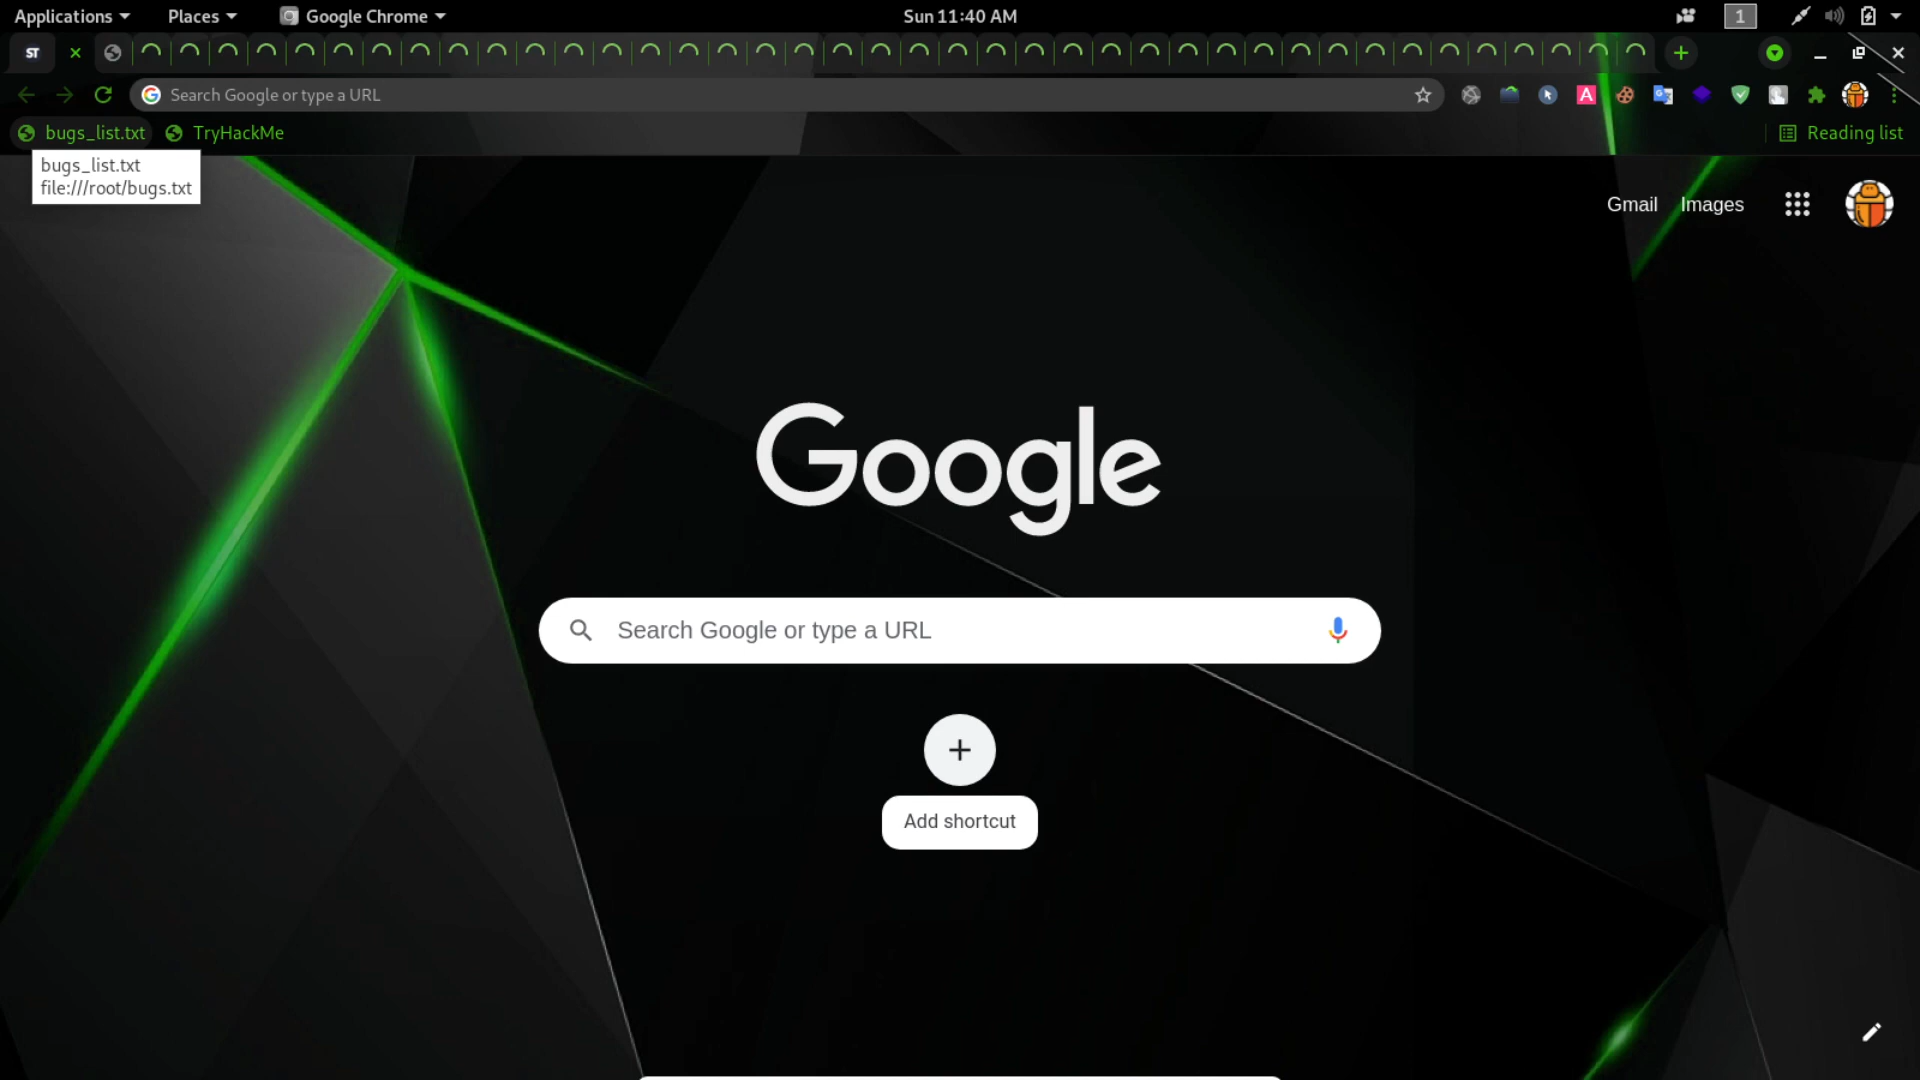 Applications Places Google Chrome Sun 11:40 AM 1
ST
Search Google or type a URL A
bugs_list.txt TryHackMe Reading list
bugs_list.txt
file:///root/bugs.txt
Gmail Images
Google
Search Google or type a URL
Add shortcut